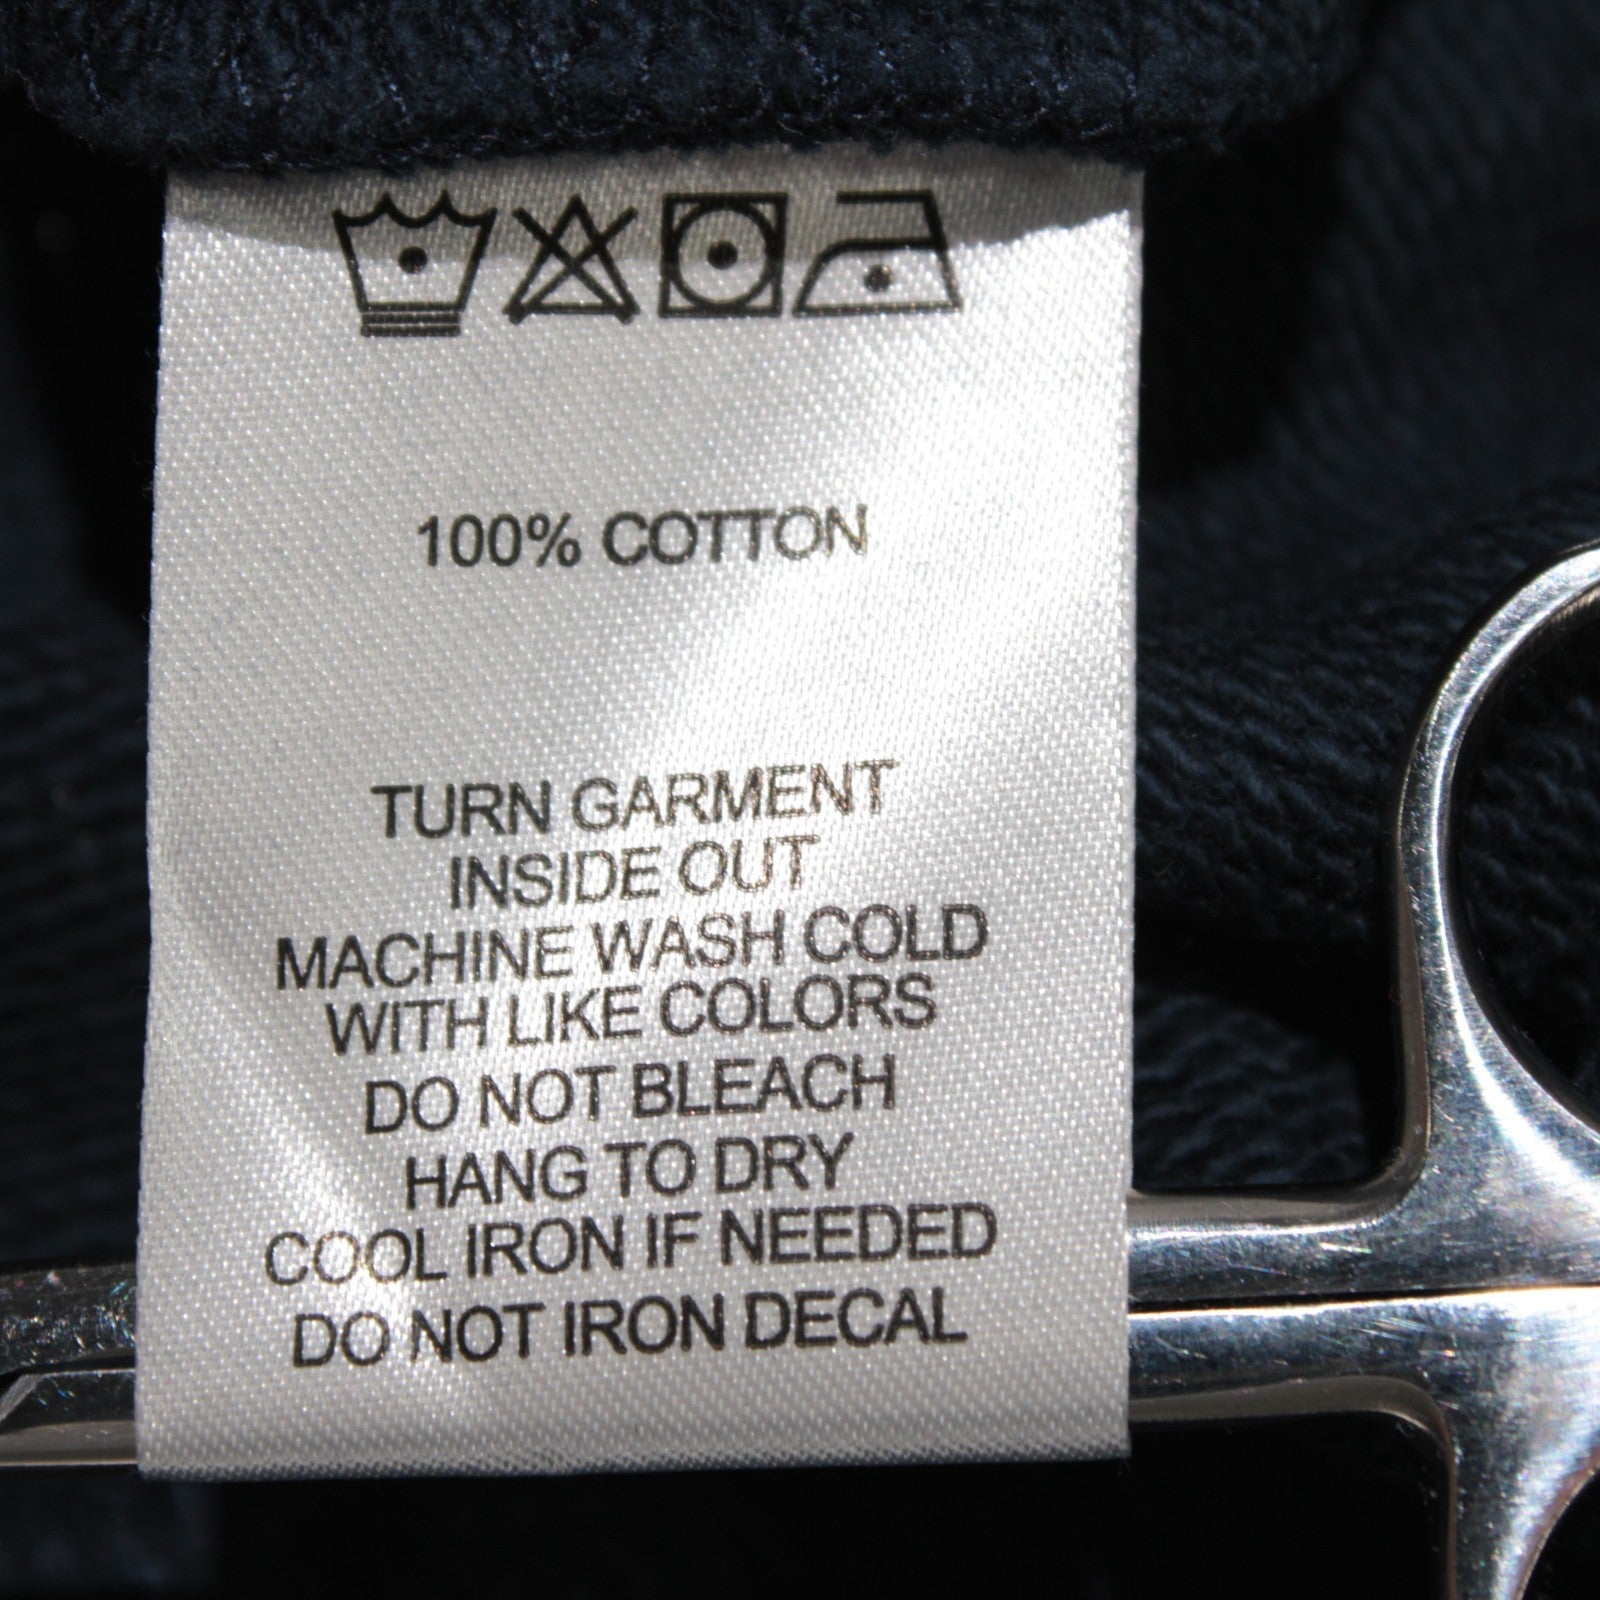 100% COTTON
TURN GARMENT
INSIDE OUT
MACHINE WASH COLD
WITH LIKE COLORS
DO NOT BLEACH
HANG TO DRY
COOL IRON IF NEEDED
DO NOT IRON DECAL